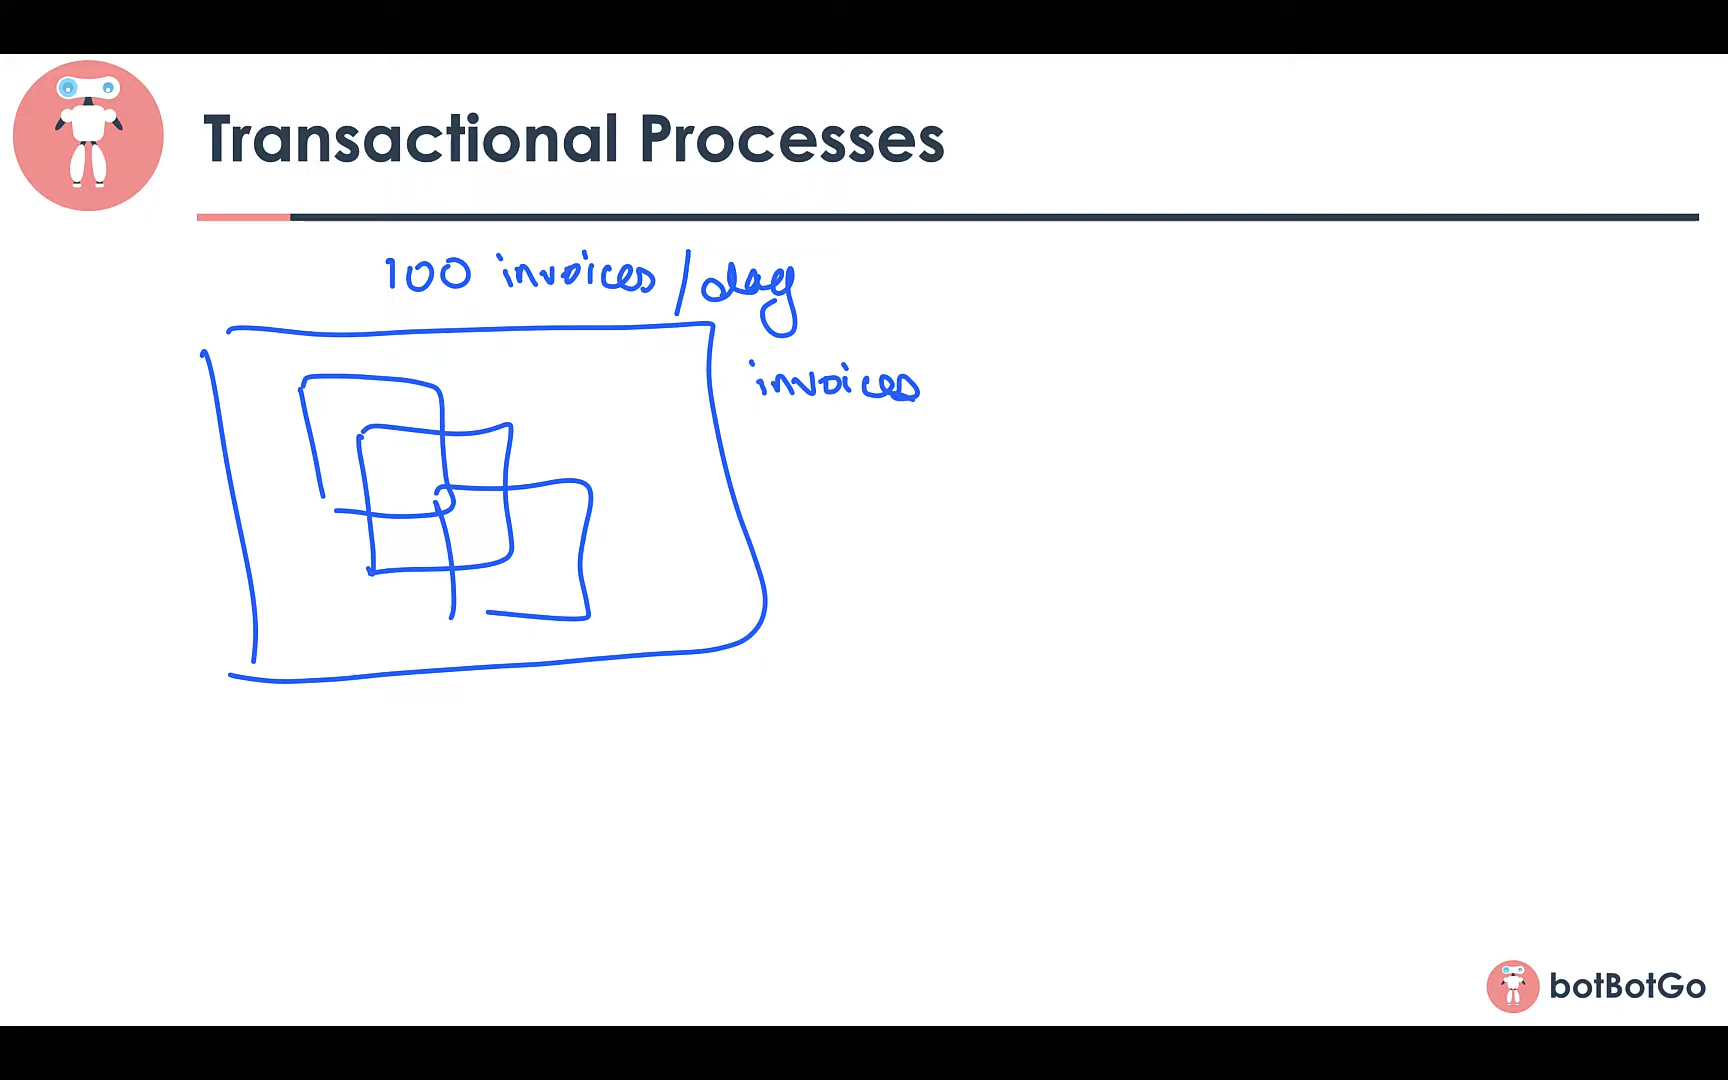 Transactional Processes
100 invoices / day
invoices
botBotGo